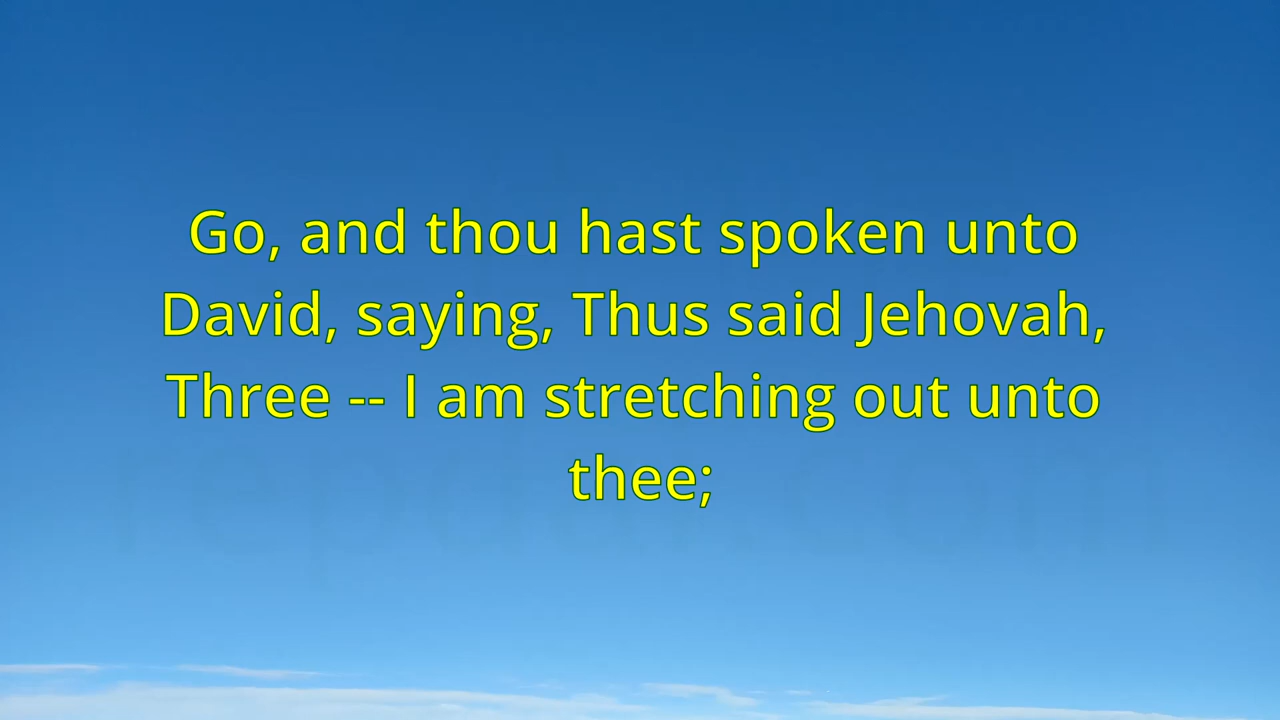 Go, and thou hast spoken unto
David, saying, Thus said Jehovah,
Three -- I am stretching out unto
thee;